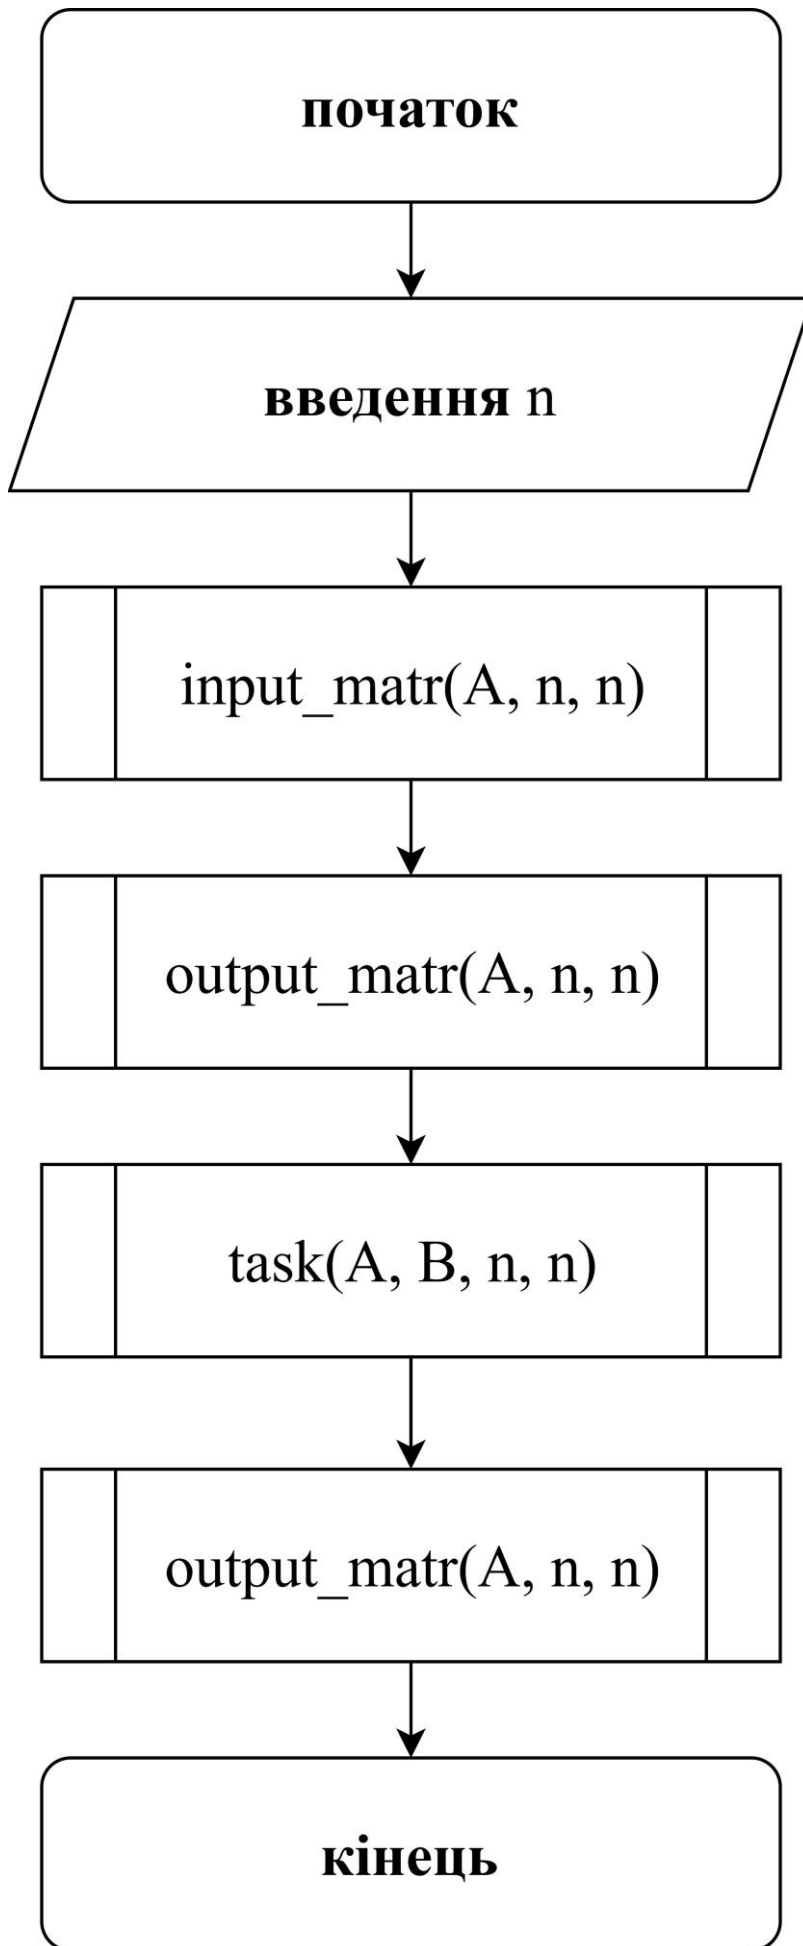 початок
введення n
input_matr(A, n, n)
output_matr(A, n, n)
task(A, B, n, n)
output_matr(A, n, n)
кінець